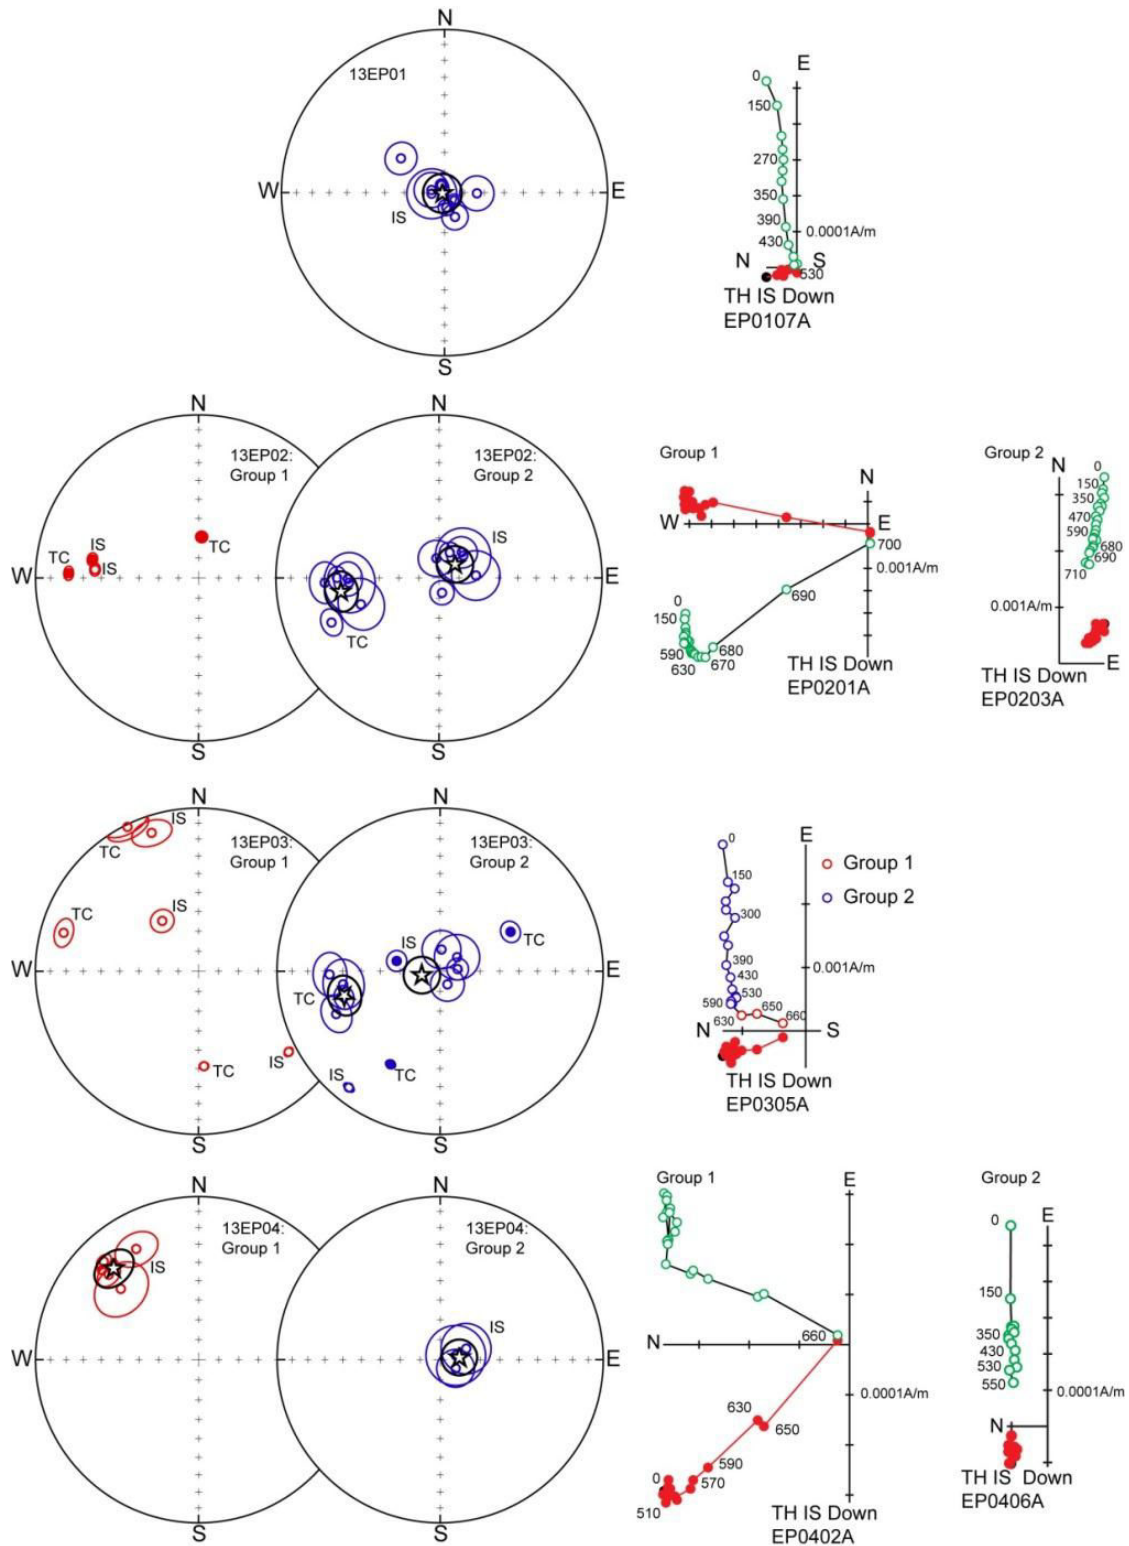 N
13EP01
W
E
IS
S
E
0
150
270
350
390
0.0001A/m
430
N
S
530
TH IS Down
EP0107A
N
13EP02:
Group 1
IS
TC
TC
IS
W
S
N
13EP02:
Group 2
IS
E
TC
S
Group 1
N
W
E
700
0.001A/m
690
0
150
590
680
630
670
TH IS Down
EP0201A
Group 2
N
0
150
350
470
590
680
690
710
0.001A/m
E
TH IS Down
EP0203A
N
13EP03:
Group 1
IS
TC
TC
IS
W
IS
TC
S
N
13EP03:
Group 2
IS
TC
E
TC
IS
TC
S
E
0
150
300
390
0.001A/m
430
530
590
650
630
660
N
S
TH IS Down
EP0305A
Group 1
Group 2
N
13EP04:
Group 1
IS
W
S
N
13EP04:
Group 2
IS
E
S
Group 1
E
660
N
0.0001A/m
630
650
590
0
570
510
TH IS Down
EP0402A
Group 2
E
0
150
350
430
530
550
0.0001A/m
N
TH IS Down
EP0406A